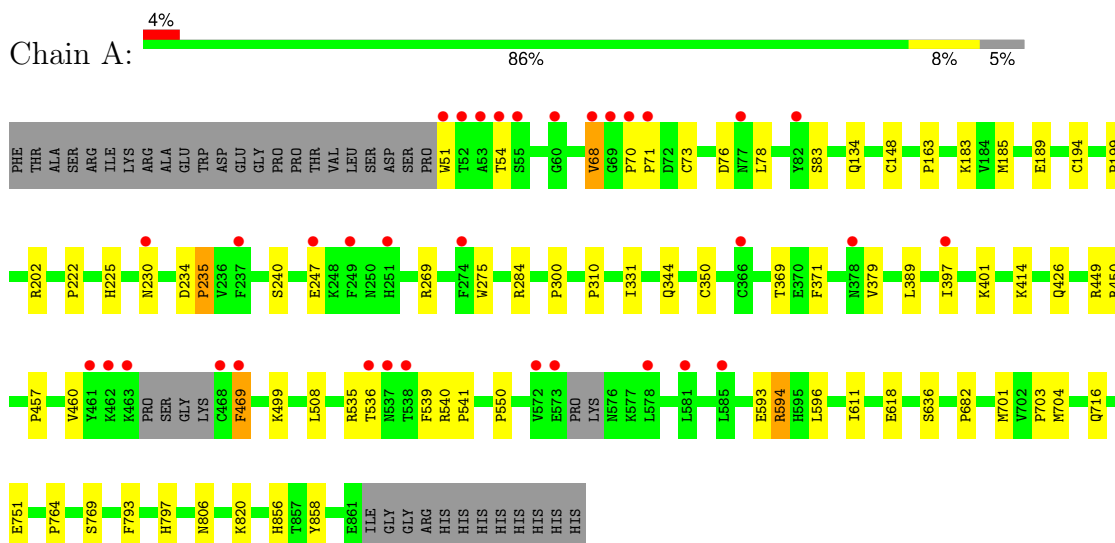 4%
Chain A:
86% 8% 5%
PHE THR ALA SER ARG ILE LYS ARG ALA GLU TRP ASP GLU GLY PRO PRO THR VAL LEU SER ASP SER PRO W51 T52 A53 T54 S55 G60 V68 G69 P70 P71 D72 C73 D76 N77 L78 Y82 S83 Q134 C148 P163 K183 V184 M185 E189 C194
R202 P222 H225 N230 D234 P235 V236 F237 S240 E247 K248 F249 N250 H251 R269 F274 W275 R284 P300 P310 I331 Q344 C350 C366 T369 E370 F371 N378 V379 L389 I397 K401 K414 Q426 R449
P457 V460 Y461 K462 K463 PRO SER GLY LYS C468 F469 K499 L508 R535 T536 N537 T538 F539 R540 P541 P550 V572 E573 PRO LYS N576 K577 L578 L581 L585 E593 R594 H595 L596 I611 E618 S636 P682 M701 V702 P703 M704 Q716
E751 P764 S769 F793 H797 N806 K820 H856 T857 Y858 E861 ILE GLY GLY ARG HIS HIS HIS HIS HIS HIS HIS